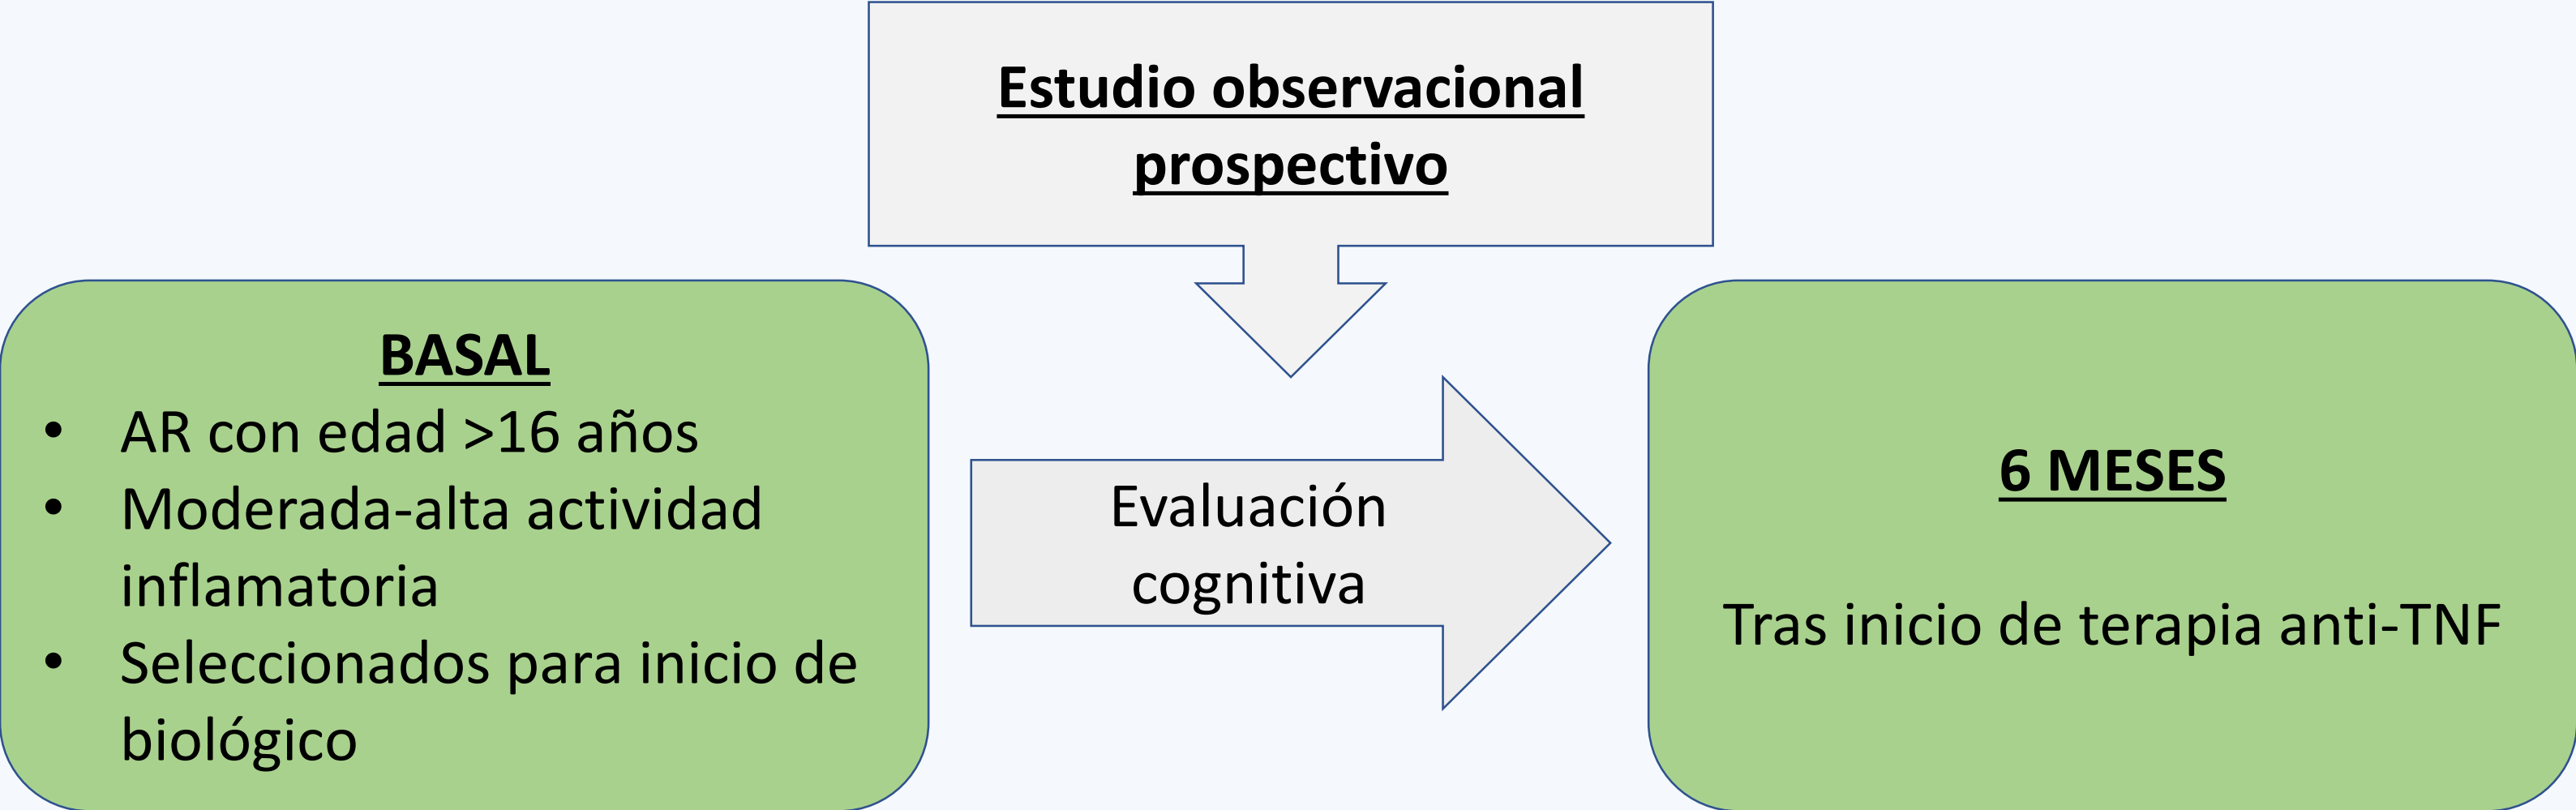 Estudio observacional
prospectivo
BASAL
• AR con edad >16 años
• Moderada-alta actividad
inflamatoria
• Seleccionados para inicio de
biológico
Evaluación
cognitiva
6 MESES
Tras inicio de terapia anti-TNF